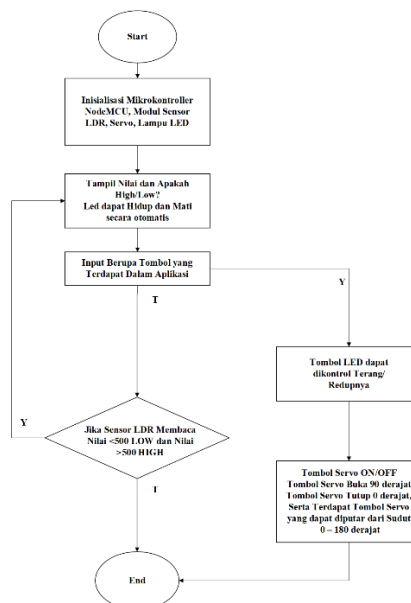 Start
Inisialisasi Mikrokontroller
NodeMCU, Modul Sensor
LDR, Servo, Lampu LED
Tampil Nilai dan Apakah
High/Low?
Led dapat Hidup dan Mati
secara otomatis
Input Berupa Tombol yang
Terdapat Dalam Aplikasi
T
Y
Tombol LED dapat
dikontrol Terang/
Redupnya
Y
Jika Sensor LDR Membaca
Nilai <500 LOW dan Nilai
>500 HIGH
T
Tombol Servo ON/OFF
Tombol Servo Buka 90 derajat
Tombol Servo Tutup 0 derajat,
Serta Terdapat Tombol Servo
yang dapat diputar dari Sudut
0 – 180 derajat
End